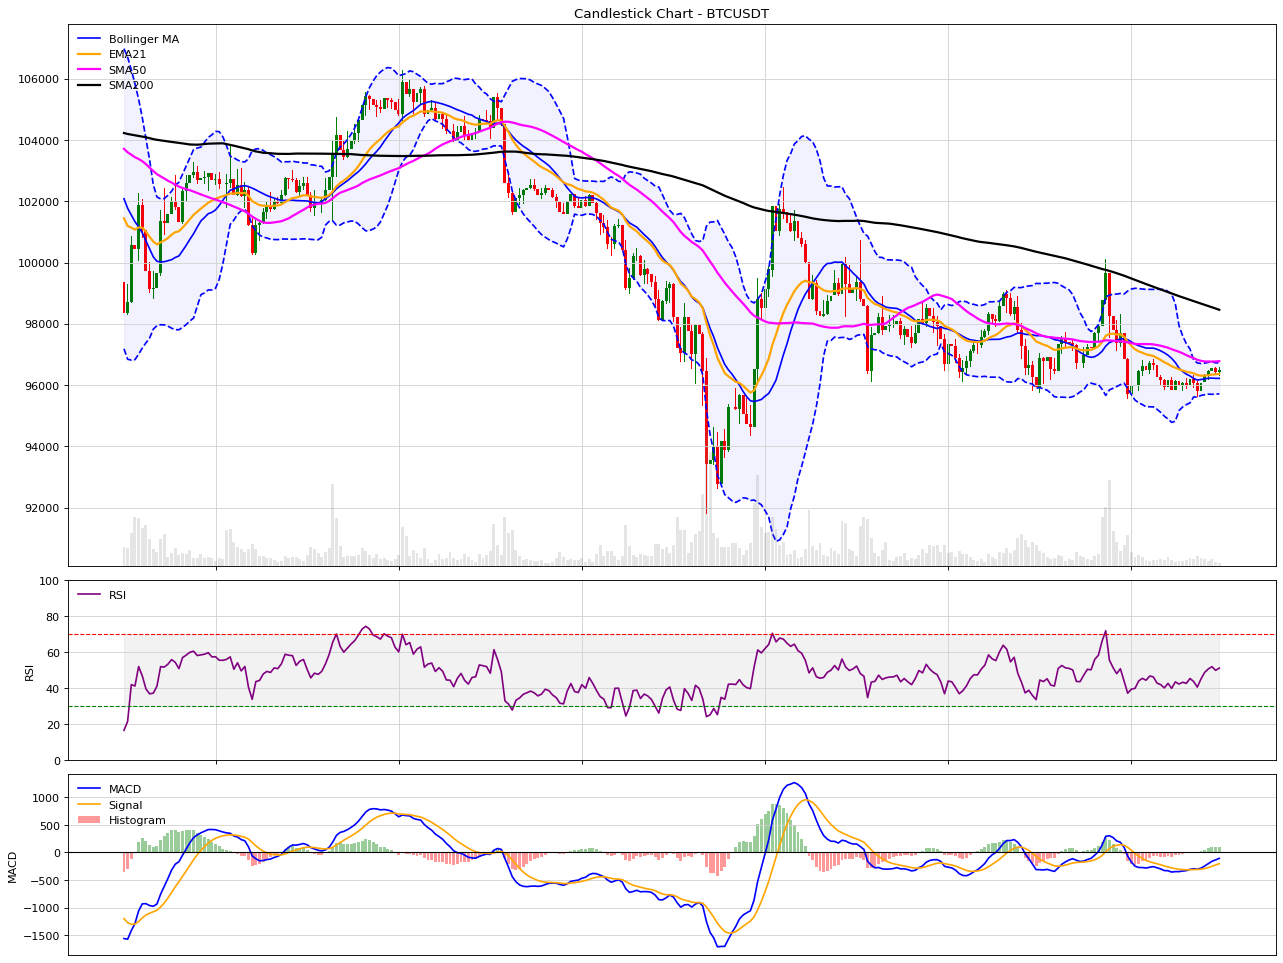 Candlestick Chart - BTCUSDT
Bollinger MA
EMA21
SMA50
SMA200
106000
104000
102000
100000
98000
96000
94000
92000
RSI
100
80
60
40
20
0
RSI
MACD
Signal
Histogram
1000
500
0
−500
−1000
−1500
MACD